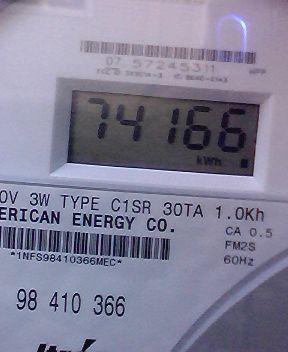 07 57245311
74166
kWh
0V 3W TYPE C1SR 30TA 1.0Kh
ERICAN ENERGY CO.
CA 0.5
*1NFS98410366MEC*
FM2S
60Hz
98 410 366